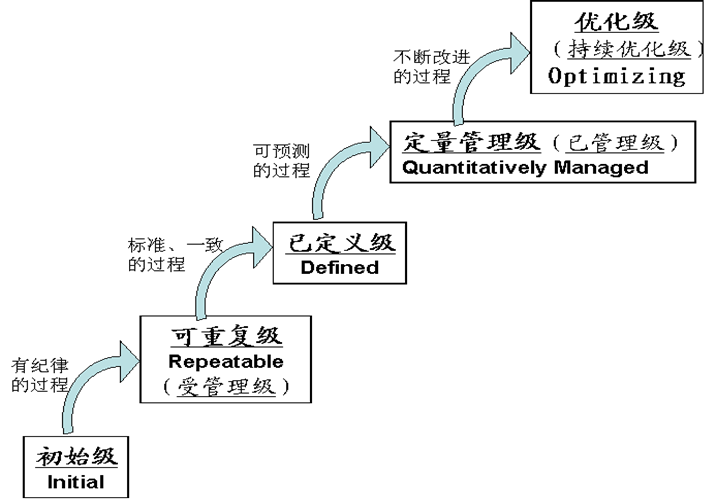 优化级
（持续优化级）
Optimizing
不断改进
的过程
定量管理级（已管理级）
Quantitatively Managed
可预测
的过程
已定义级
Defined
标准、一致
的过程
可重复级
Repeatable
（受管理级）
有纪律
的过程
初始级
Initial